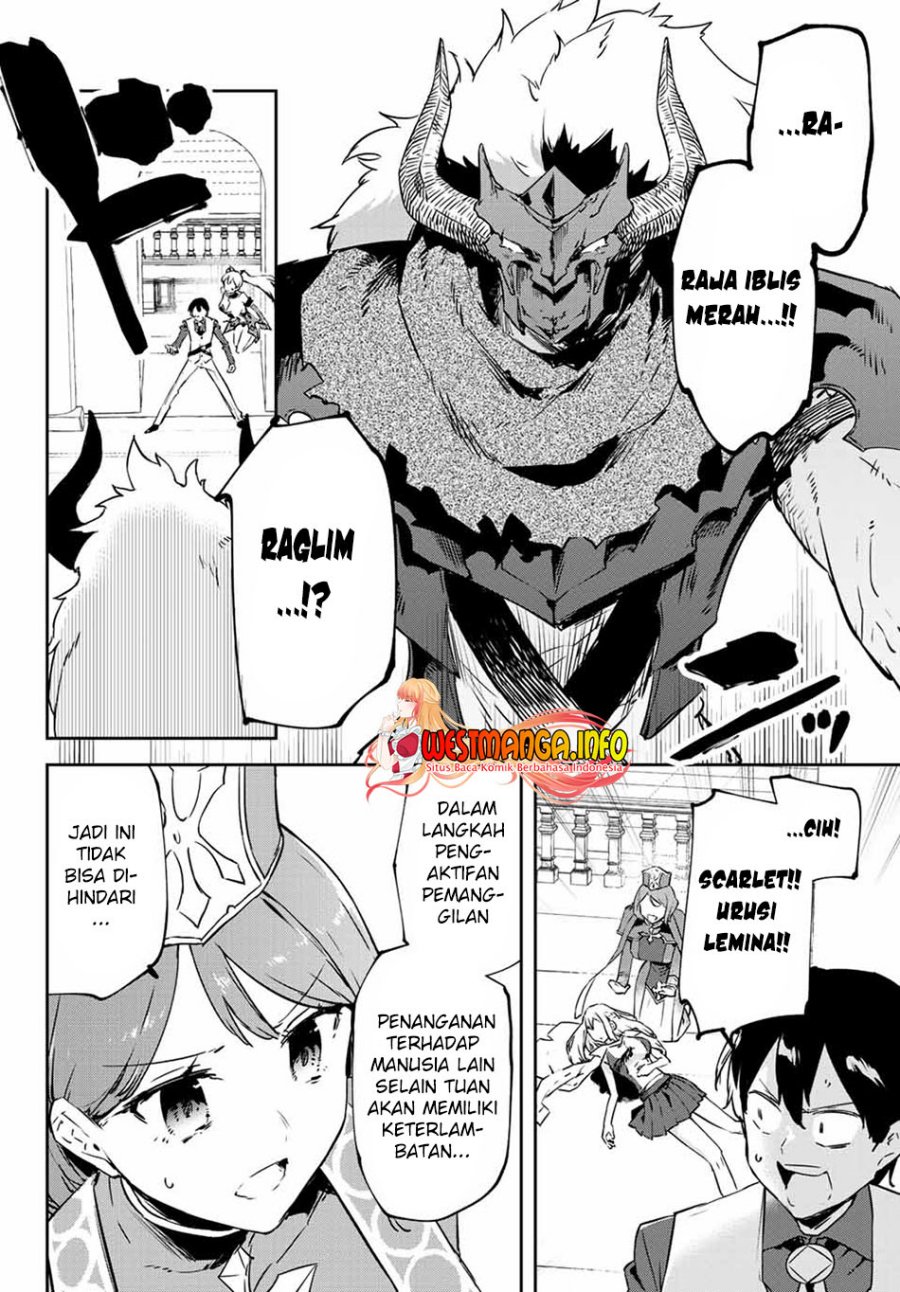 ...RA-
RAJA IBLIS
MERAH...!!
ド
RAGLIM
...!?
ッ
WESTMANGA.INFO
Situs Baca Komik Berbahasa Indonesia
...CIH!
SCARLET!!
URUSI
LEMINA!!
DALAM
LANGKAH
PENG-
AKTIFAN
PEMANG-
GILAN
PENANGANAN
TERHADAP
MANUSIA LAIN
SELAIN TUAN
AKAN MEMILIKI
KETERLAM-
BATAN...
JADI INI
TIDAK
BISA DI-
HINDARI
...